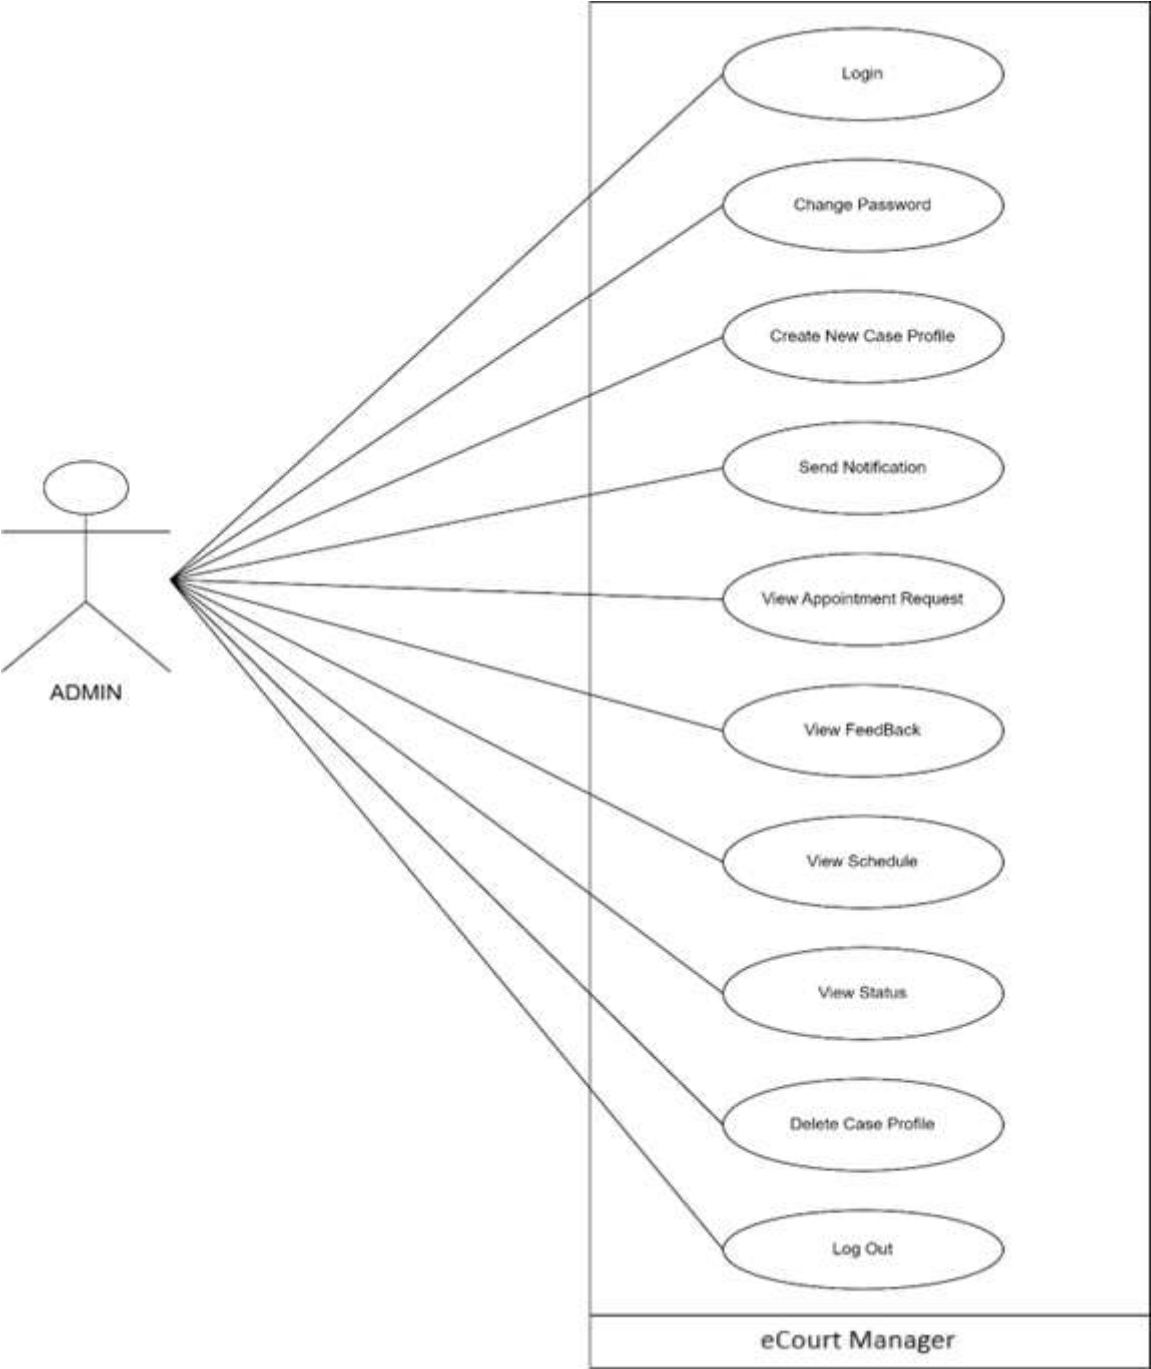 Login
Change Password
Create New Case Profile
Send Notification
View Appointment Request
View FeedBack
View Schedule
View Status
Delete Case Profile
Log Out
ADMIN
eCourt Manager